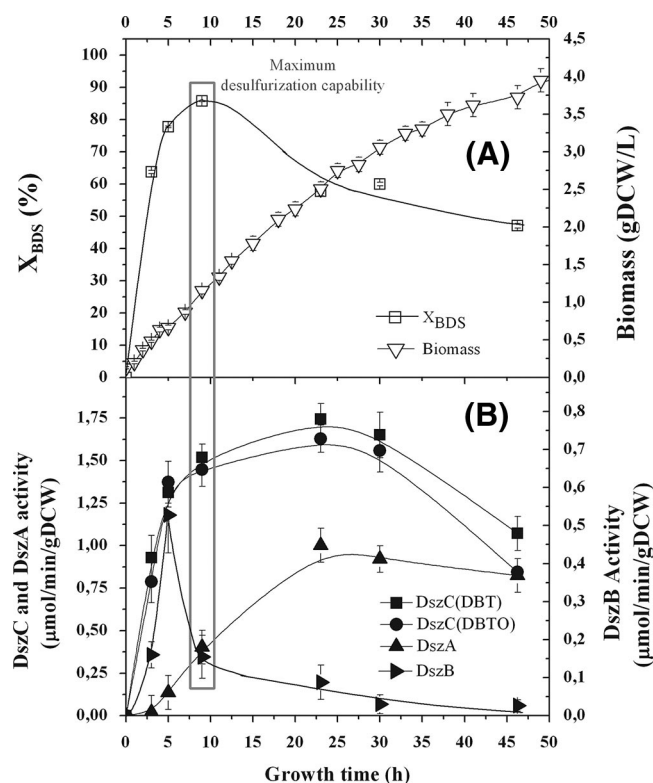 0 5 10 15 20 25 30 35 40 45 50
100
90
80
70
60
50
40
30
20
10
0
X_BDS (%)
Maximum
desulfurization capability
(A)
X_BDS
Biomass
4,5
4,0
3,5
3,0
2,5
2,0
1,5
1,0
0,5
0,0
Biomass (gDCW/L)
1,75
1,50
1,25
1,00
0,75
0,50
0,25
0,00
DszC and DszA activity
(µmol/min/gDCW)
(B)
DszC(DBT)
DszC(DBTO)
DszA
DszB
0,8
0,7
0,6
0,5
0,4
0,3
0,2
0,1
0,0
DszB Activity
(µmol/min/gDCW)
0 5 10 15 20 25 30 35 40 45 50
Growth time (h)